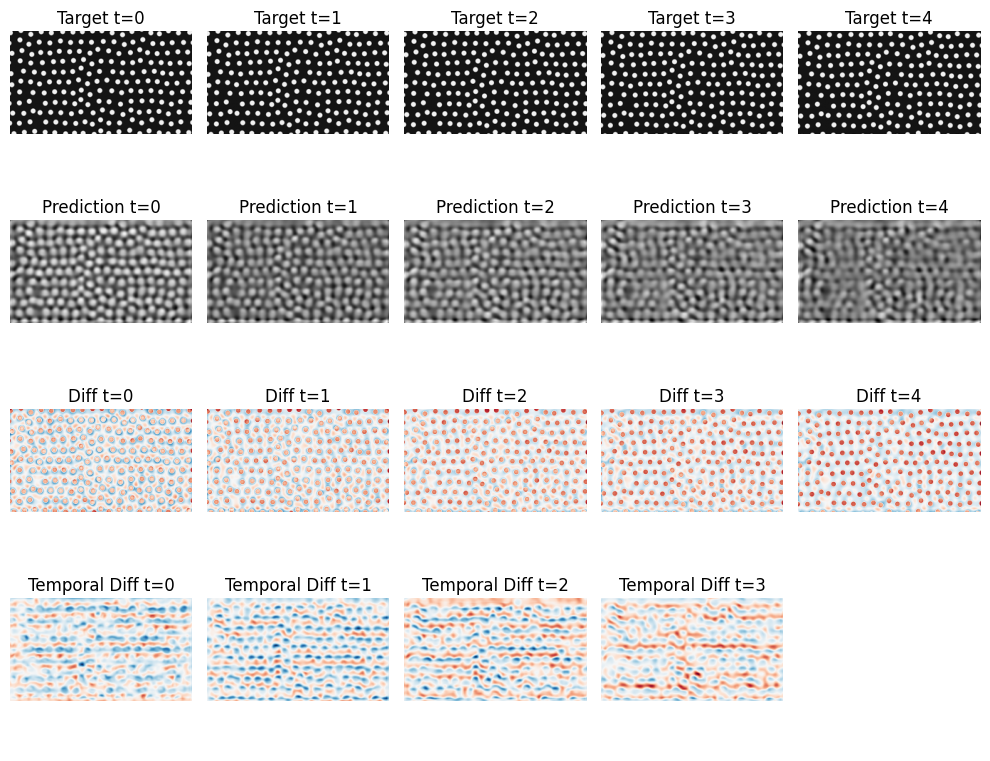 Target t=0
Target t=1
Target t=2
Target t=3
Target t=4
Prediction t=0
Prediction t=1
Prediction t=2
Prediction t=3
Prediction t=4
Diff t=0
Diff t=1
Diff t=2
Diff t=3
Diff t=4
Temporal Diff t=0
Temporal Diff t=1
Temporal Diff t=2
Temporal Diff t=3